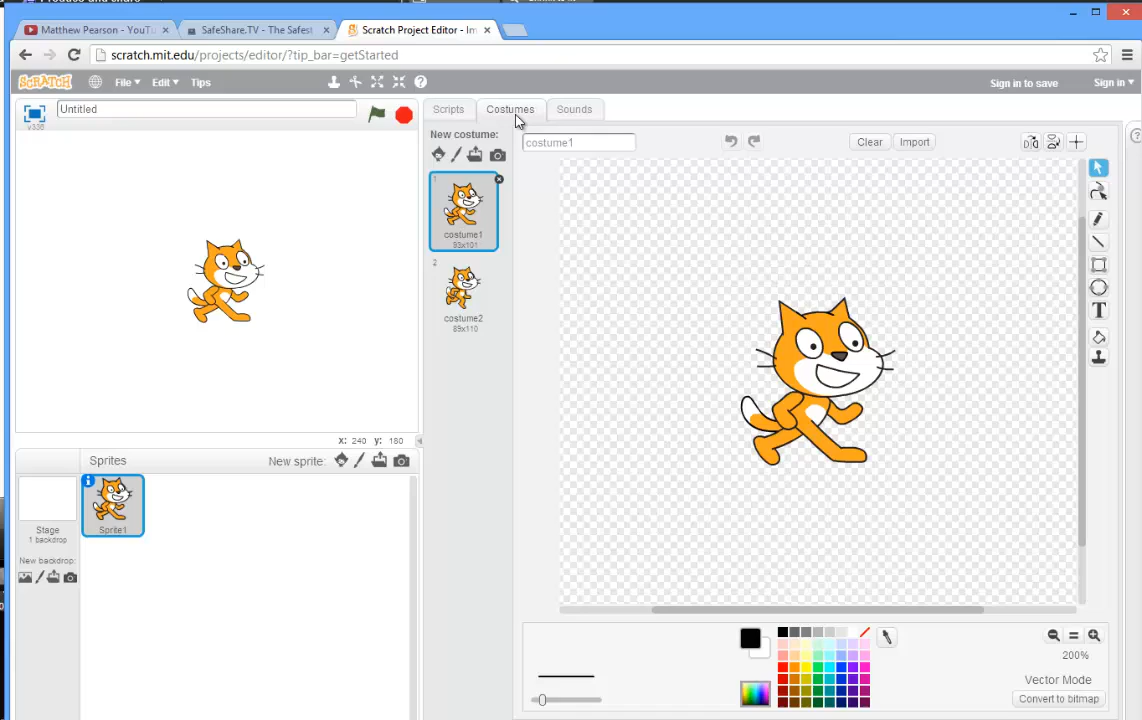 Matthew Pearson - YouTu
SafeShare.TV - The Safest
Scratch Project Editor - Im
scratch.mit.edu/projects/editor/?tip_bar=getStarted
SCRATCH
File
Edit
Tips
Sign in to save
Sign in
Untitled
v336
Scripts
Costumes
Sounds
New costume:
costume1
Clear
Import
1
costume1
93x101
2
costume2
89x110
x: 240 y: 180
Sprites
New sprite:
Sprite1
Stage
1 backdrop
New backdrop:
T
200%
Vector Mode
Convert to bitmap